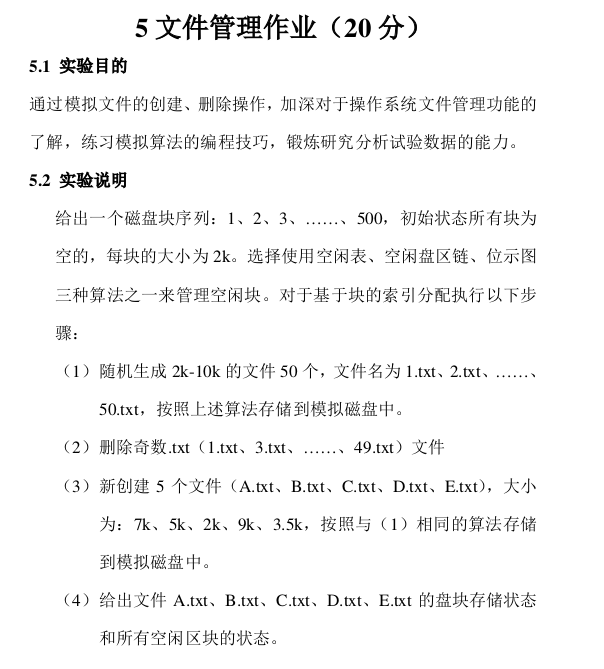 5 文件管理作业（20 分）
5.1 实验目的
通过模拟文件的创建、删除操作，加深对于操作系统文件管理功能的
了解，练习模拟算法的编程技巧，锻炼研究分析试验数据的能力。
5.2 实验说明
给出一个磁盘块序列：1、2、3、……、500，初始状态所有块为
空的，每块的大小为 2k。选择使用空闲表、空闲盘区链、位示图
三种算法之一来管理空闲块。对于基于块的索引分配执行以下步
骤：
（1）随机生成 2k-10k 的文件 50 个，文件名为 1.txt、2.txt、……、
50.txt，按照上述算法存储到模拟磁盘中。
（2）删除奇数.txt（1.txt、3.txt、……、49.txt）文件
（3）新创建 5 个文件（A.txt、B.txt、C.txt、D.txt、E.txt），大小
为：7k、5k、2k、9k、3.5k，按照与（1）相同的算法存储
到模拟磁盘中。
（4）给出文件 A.txt、B.txt、C.txt、D.txt、E.txt 的盘块存储状态
和所有空闲区块的状态。